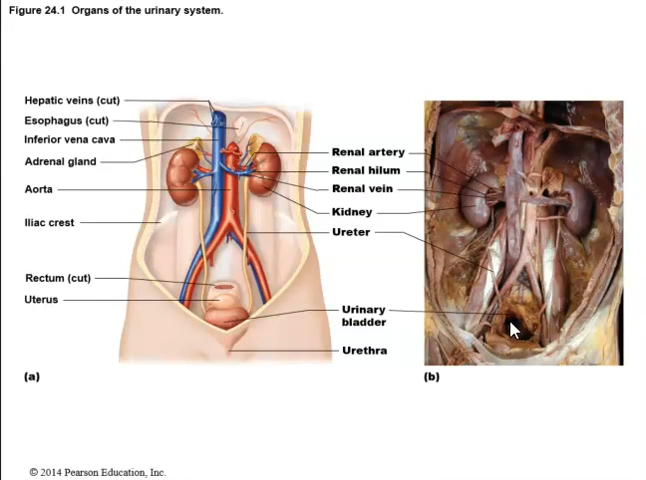 Figure 24.1 Organs of the urinary system.
Hepatic veins (cut)
Esophagus (cut)
Inferior vena cava
Adrenal gland
Aorta
Iliac crest
Rectum (cut)
Uterus
Renal artery
Renal hilum
Renal vein
Kidney
Ureter
Urinary
bladder
Urethra
(a)
(b)
© 2014 Pearson Education, Inc.